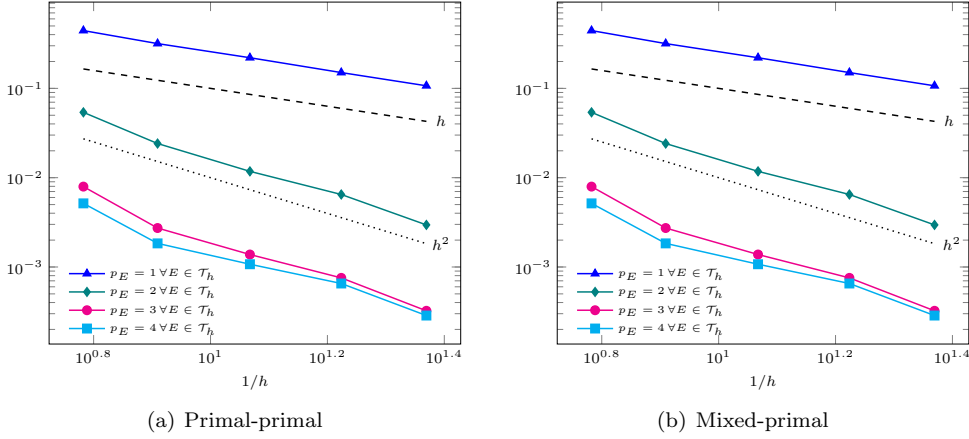 10^{-1}
10^{-2}
10^{-3}
h
h^2
p_E = 1 ∀E ∈ 𝒯_h
p_E = 2 ∀E ∈ 𝒯_h
p_E = 3 ∀E ∈ 𝒯_h
p_E = 4 ∀E ∈ 𝒯_h
10^{0.8} 10^1 10^{1.2} 10^{1.4}
1/h
(a) Primal-primal
10^{-1}
10^{-2}
10^{-3}
h
h^2
p_E = 1 ∀E ∈ 𝒯_h
p_E = 2 ∀E ∈ 𝒯_h
p_E = 3 ∀E ∈ 𝒯_h
p_E = 4 ∀E ∈ 𝒯_h
10^{0.8} 10^1 10^{1.2} 10^{1.4}
1/h
(b) Mixed-primal